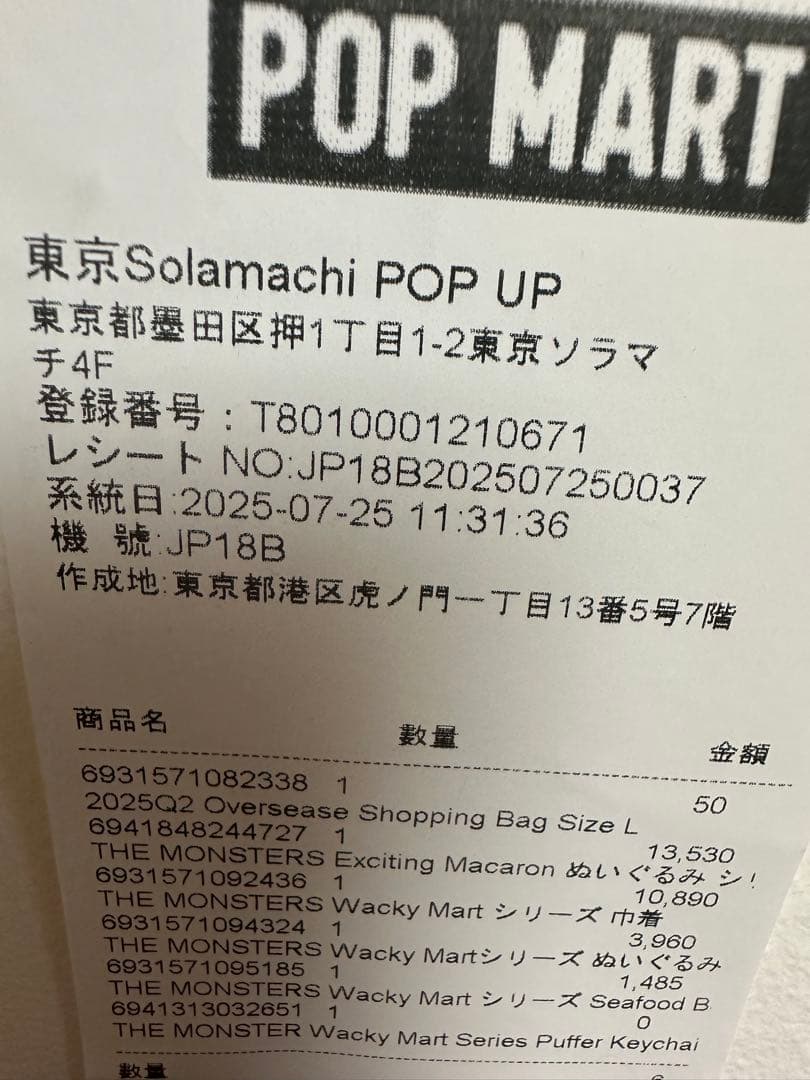 POP MART
東京Solamachi POP UP
東京都墨田区押1丁目1-2東京ソラマ
チ4F
登録番号：T8010001210671
レシート NO:JP18B202507250037
系統日:2025-07-25 11:31:36
機 號:JP18B
作成地:東京都港区虎ノ門一丁目13番5号7階
商品名 数量 金額
6931571082338 1 50
2025Q2 Oversease Shopping Bag Size L
6941848244727 1 13,530
THE MONSTERS Exciting Macaron ぬいぐるみ シリ
6931571092436 1 10,890
THE MONSTERS Wacky Mart シリーズ 巾着
6931571094324 1 3,960
THE MONSTERS Wacky Martシリーズ ぬいぐるみ
6931571095185 1 1,485
THE MONSTERS Wacky Mart シリーズ Seafood B
6941313032651 1 0
THE MONSTER Wacky Mart Series Puffer Keychai
数量 6